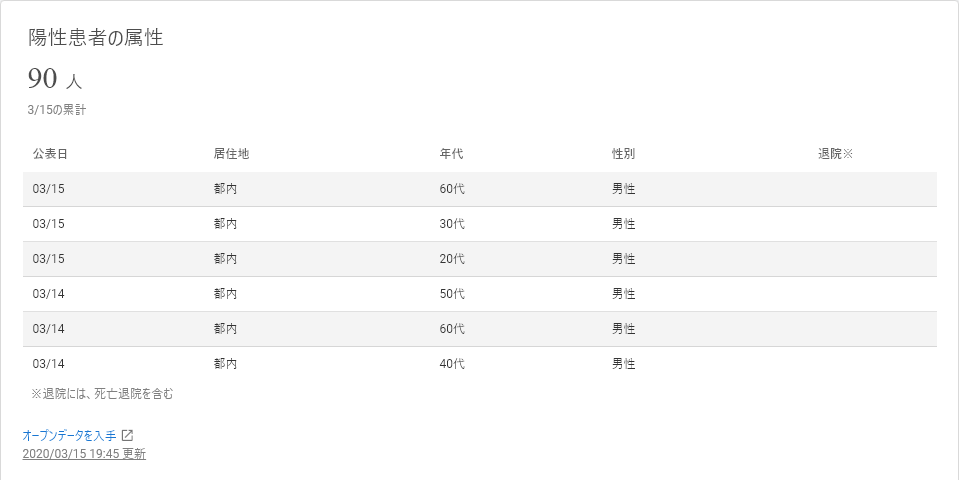 陽性患者の属性
90 人
3/15の累計
公表日 居住地 年代 性別 退院※
03/15 都内 60代 男性
03/15 都内 30代 男性
03/15 都内 20代 男性
03/14 都内 50代 男性
03/14 都内 60代 男性
03/14 都内 40代 男性
※退院には、死亡退院を含む
オープンデータを入手
2020/03/15 19:45 更新